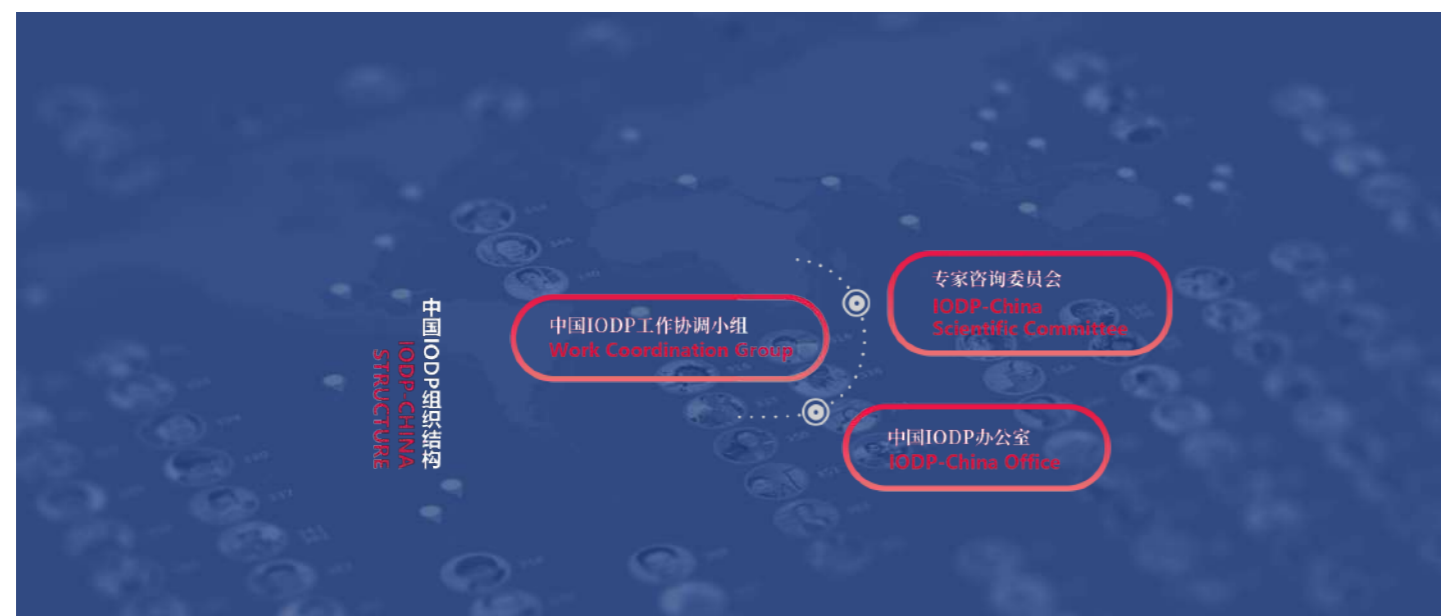 中国IODP组织结构
IODP-CHINA
STRUCTURE
中国IODP工作协调小组
Work Coordination Group
专家咨询委员会
IODP-China
Scientific Committee
中国IODP办公室
IODP-China Office